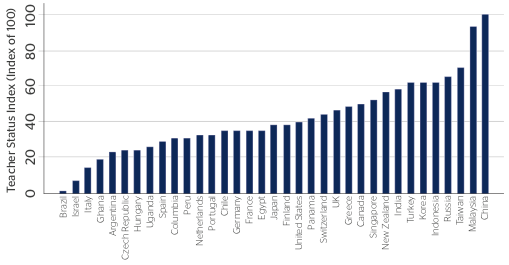 Teacher Status Index (Index of 100)
100
80
60
40
20
0
Brazil
Israel
Italy
Ghana
Argentina
Czech Republic
Hungary
Uganda
Spain
Columbia
Peru
Netherlands
Portugal
Chile
Germany
France
Egypt
Japan
Finland
United States
Panama
Switzerland
UK
Greece
Canada
Singapore
New Zealand
India
Turkey
Korea
Indonesia
Russia
Taiwan
Malaysia
China